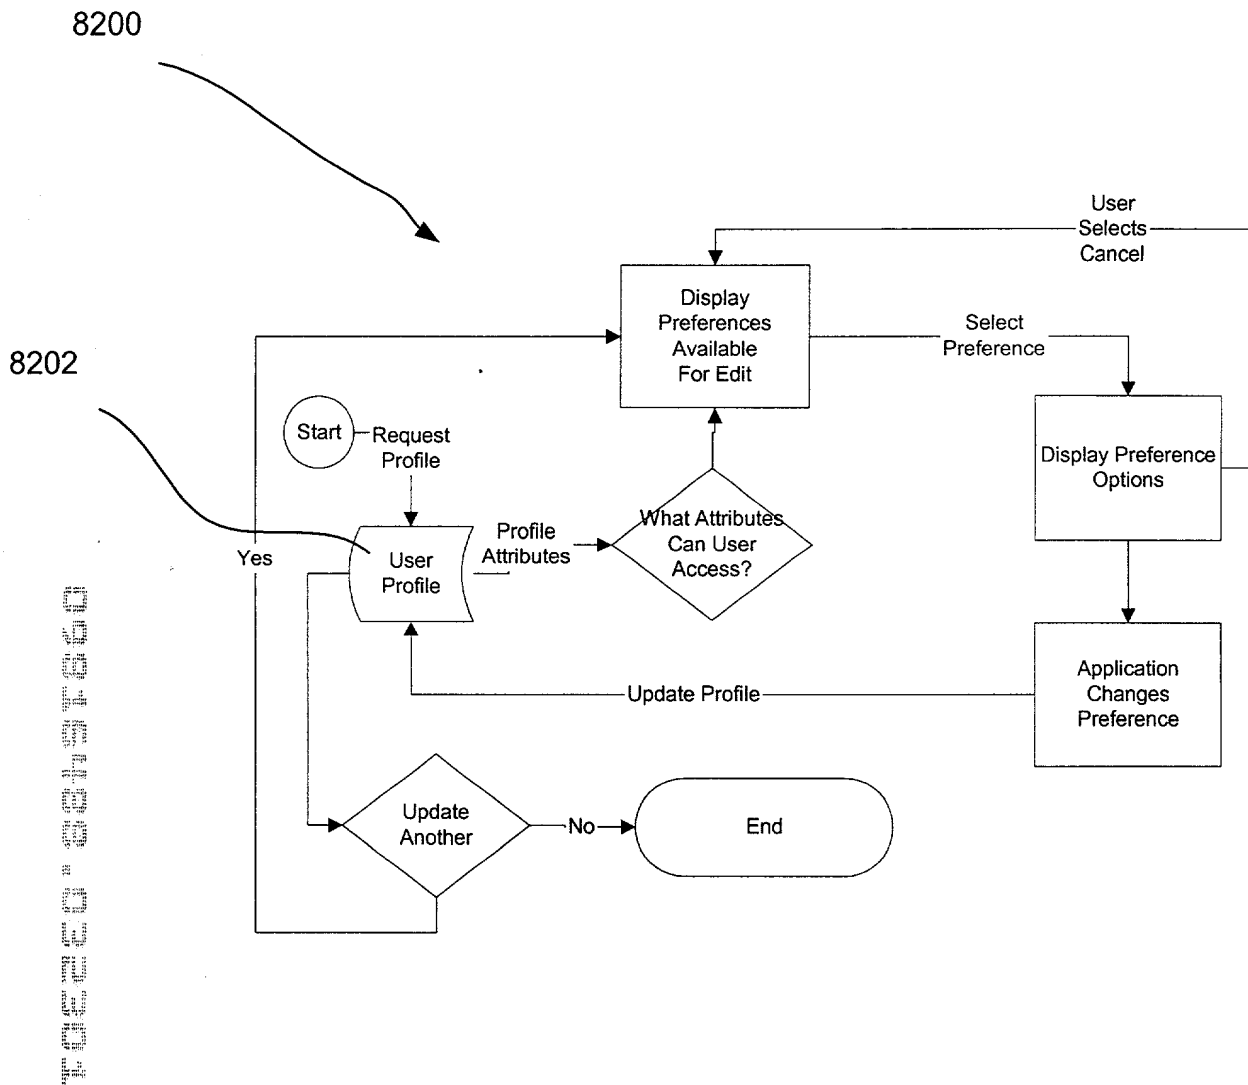 8200
User
Selects
Cancel
Display
Preferences
Available
For Edit
Select
Preference
8202
Start
Request
Profile
Display Preference
Options
What Attributes
Can User
Access?
Profile
Attributes
User
Profile
Yes
Application
Changes
Preference
Update Profile
Update
Another
No
End